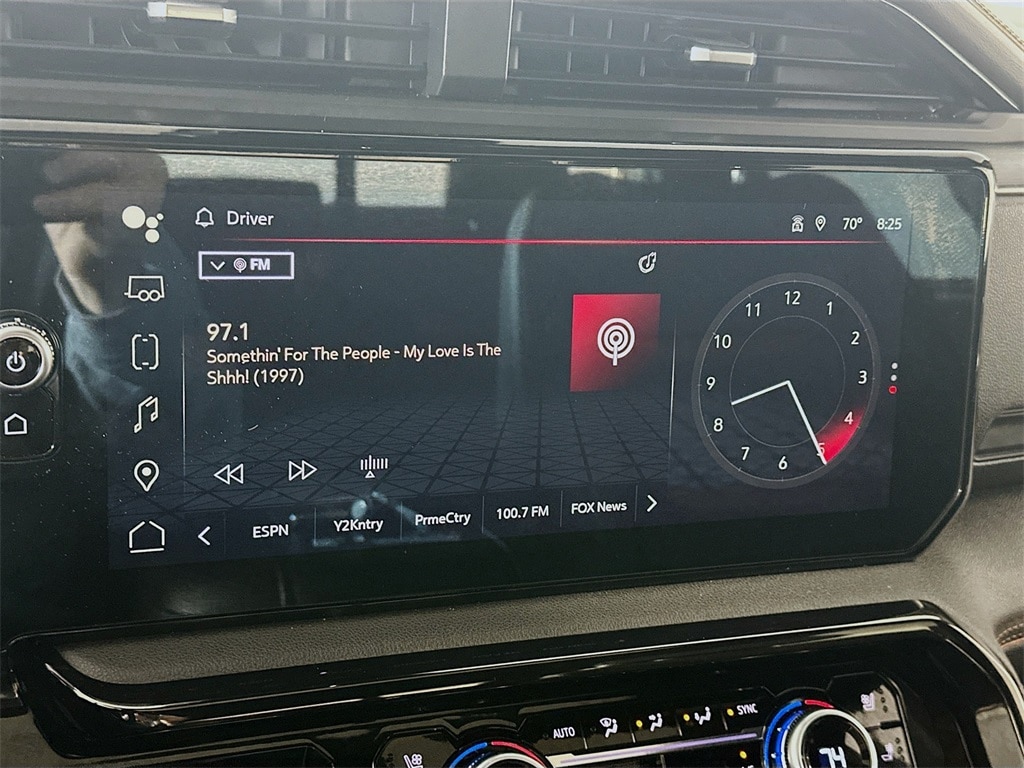 Driver
70° 8:25
FM
97.1
Somethin' For The People - My Love Is The
Shhh! (1997)
12
11 1
10 2
9 3
8 4
7 5
6
ESPN Y2Kntry PrmeCtry 100.7 FM FOX News
AUTO SYNC
74